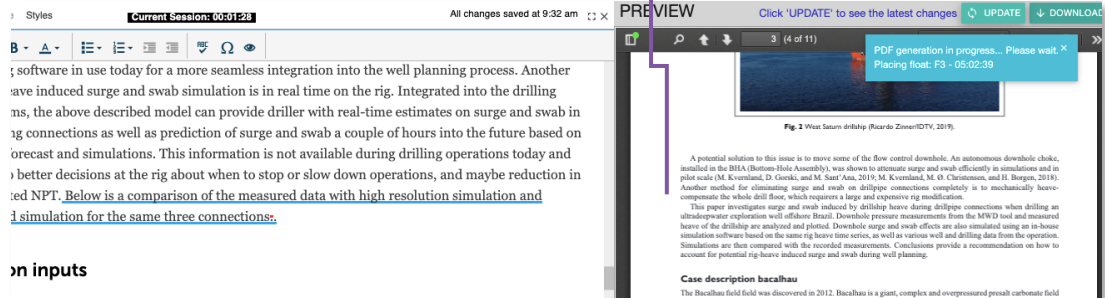 Styles
Current Session: 00:01:28
All changes saved at 9:32 am
B
A
ABC
Ω
software in use today for a more seamless integration into the well planning process. Another
eave induced surge and swab simulation is in real time on the rig. Integrated into the drilling
ms, the above described model can provide driller with real-time estimates on surge and swab in
ng connections as well as prediction of surge and swab a couple of hours into the future based on
forecast and simulations. This information is not available during drilling operations today and
better decisions at the rig about when to stop or slow down operations, and maybe reduction in
ted NPT. Below is a comparison of the measured data with high resolution simulation and
d simulation for the same three connections:.
on inputs
PREVIEW
Click 'UPDATE' to see the latest changes
UPDATE
DOWNLOAD
3 (4 of 11)
PDF generation in progress... Please wait.
Placing float: F3 - 05:02:39
Fig. 2 West Saturn drillship (Ricardo Zinner/IDTV, 2019).
A potential solution to this issue is to move some of the flow control downhole. An autonomous downhole choke,
installed in the BHA (Bottom-Hole Assembly), was shown to attenuate surge and swab efficiently in simulations and in
pilot scale (M. Kvernland, D. Gorski, and M. Sant'Ana, 2019; M. Kvernland, M. Ø. Christensen, and H. Borgen, 2018).
Another method for eliminating surge and swab on drillpipe connections completely is to mechanically heave-
compensate the whole drill floor, which requirers a large and expensive rig modification.
This paper investigates surge and swab induced by drillship heave during drillpipe connections when drilling an
ultradeepwater exploration well offshore Brazil. Downhole pressure measurements from the MWD tool and measured
heave of the drillship are analyzed and plotted. Downhole surge and swab effects are also simulated using an in-house
simulation software based on the same rig heave time series, as well as various well and drilling data from the operation.
Simulations are then compared with the recorded measurements. Conclusions provide a recommendation on how to
account for potential rig-heave induced surge and swab during well planning.
Case description bacalhau
The Bacalhau field field was discovered in 2012. Bacalhau is a giant, complex and overpressured presalt carbonate field